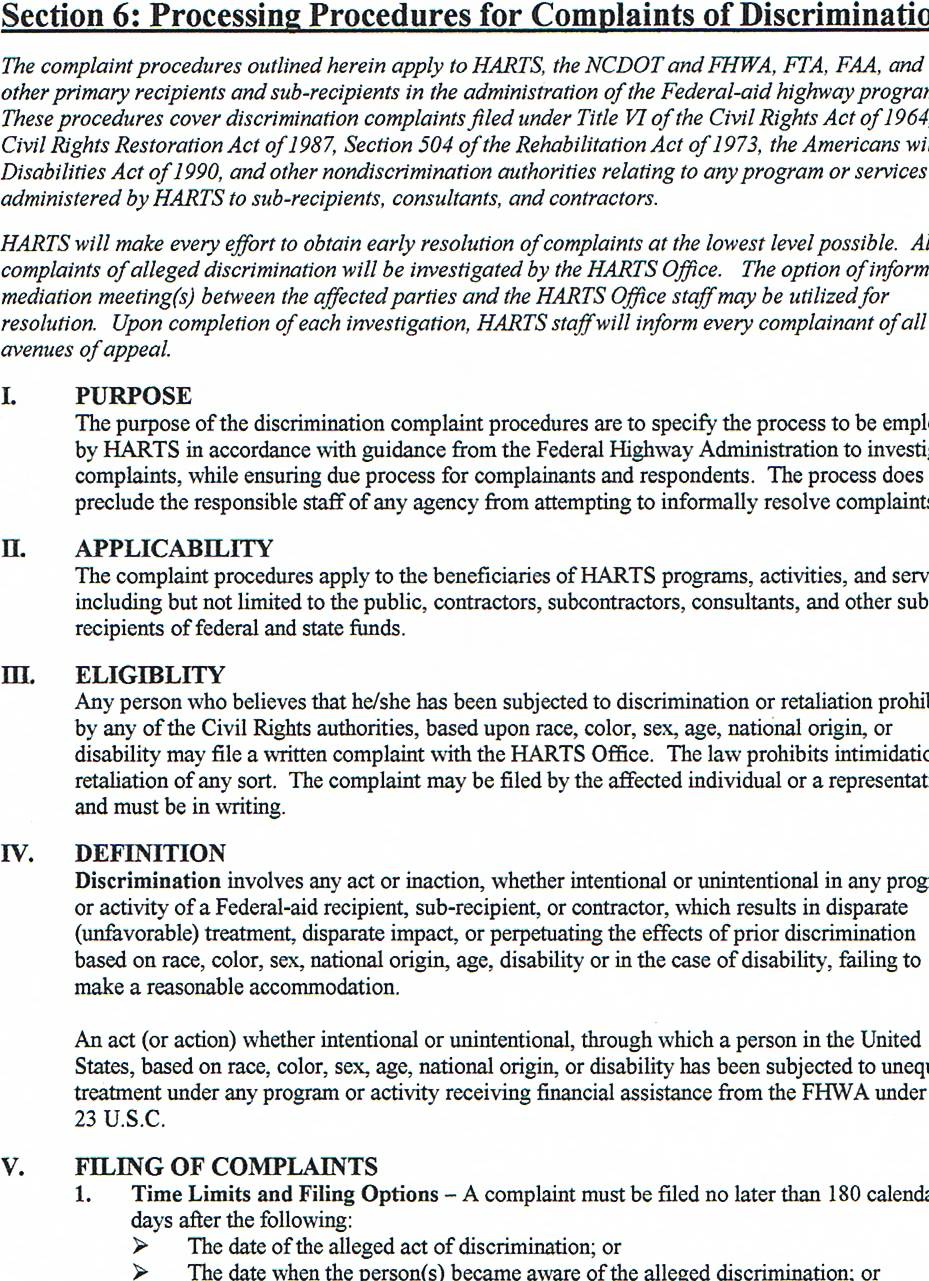 Section 6: Processing Procedures for Complaints of Discriminatio
The complaint procedures outlined herein apply to HARTS, the NCDOT and FHWA, FTA, FAA, and
other primary recipients and sub-recipients in the administration of the Federal-aid highway progra
These procedures cover discrimination complaints filed under Title VI of the Civil Rights Act of 1964,
Civil Rights Restoration Act of 1987, Section 504 of the Rehabilitation Act of 1973, the Americans wi
Disabilities Act of 1990, and other nondiscrimination authorities relating to any program or services
administered by HARTS to sub-recipients, consultants, and contractors.
HARTS will make every effort to obtain early resolution of complaints at the lowest level possible. Al
complaints of alleged discrimination will be investigated by the HARTS Office. The option of inform
mediation meeting(s) between the affected parties and the HARTS Office staff may be utilized for
resolution. Upon completion of each investigation, HARTS staff will inform every complainant of all
avenues of appeal.
I. PURPOSE
The purpose of the discrimination complaint procedures are to specify the process to be empl
by HARTS in accordance with guidance from the Federal Highway Administration to investi
complaints, while ensuring due process for complainants and respondents. The process does
preclude the responsible staff of any agency from attempting to informally resolve complaints
II. APPLICABILITY
The complaint procedures apply to the beneficiaries of HARTS programs, activities, and serv
including but not limited to the public, contractors, subcontractors, consultants, and other sub
recipients of federal and state funds.
III. ELIGIBLITY
Any person who believes that he/she has been subjected to discrimination or retaliation prohib
by any of the Civil Rights authorities, based upon race, color, sex, age, national origin, or
disability may file a written complaint with the HARTS Office. The law prohibits intimidatio
retaliation of any sort. The complaint may be filed by the affected individual or a representat
and must be in writing.
IV. DEFINITION
Discrimination involves any act or inaction, whether intentional or unintentional in any prog
or activity of a Federal-aid recipient, sub-recipient, or contractor, which results in disparate
(unfavorable) treatment, disparate impact, or perpetuating the effects of prior discrimination
based on race, color, sex, national origin, age, disability or in the case of disability, failing to
make a reasonable accommodation.
An act (or action) whether intentional or unintentional, through which a person in the United
States, based on race, color, sex, age, national origin, or disability has been subjected to unequ
treatment under any program or activity receiving financial assistance from the FHWA under
23 U.S.C.
V. FILING OF COMPLAINTS
1. Time Limits and Filing Options – A complaint must be filed no later than 180 calenda
days after the following:
➢ The date of the alleged act of discrimination; or
➢ The date when the person(s) became aware of the alleged discrimination; or